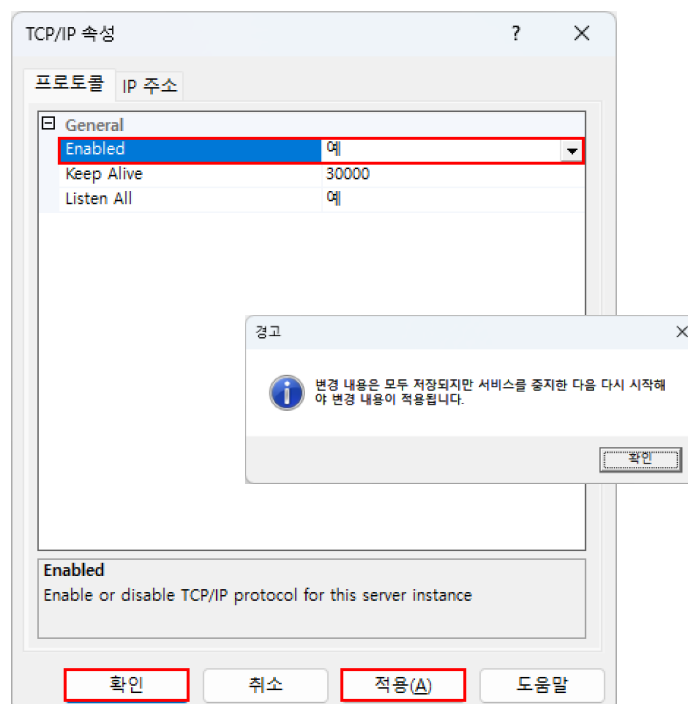 TCP/IP 속성
프로토콜 IP 주소
General
Enabled 예
Keep Alive 30000
Listen All 예
경고
변경 내용은 모두 저장되지만 서비스를 중지한 다음 다시 시작해
야 변경 내용이 적용됩니다.
확인
Enabled
Enable or disable TCP/IP protocol for this server instance
확인 취소 적용(A) 도움말